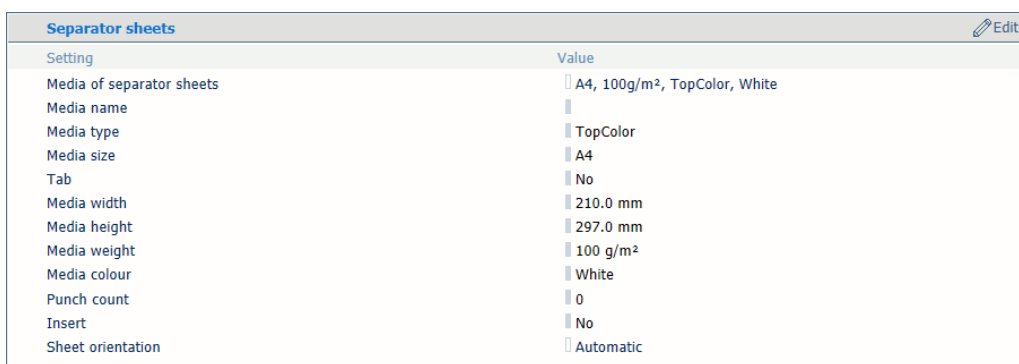 Separator sheets Edit
Setting Value
Media of separator sheets A4, 100g/m², TopColor, White
Media name
Media type TopColor
Media size A4
Tab No
Media width 210.0 mm
Media height 297.0 mm
Media weight 100 g/m²
Media colour White
Punch count 0
Insert No
Sheet orientation Automatic